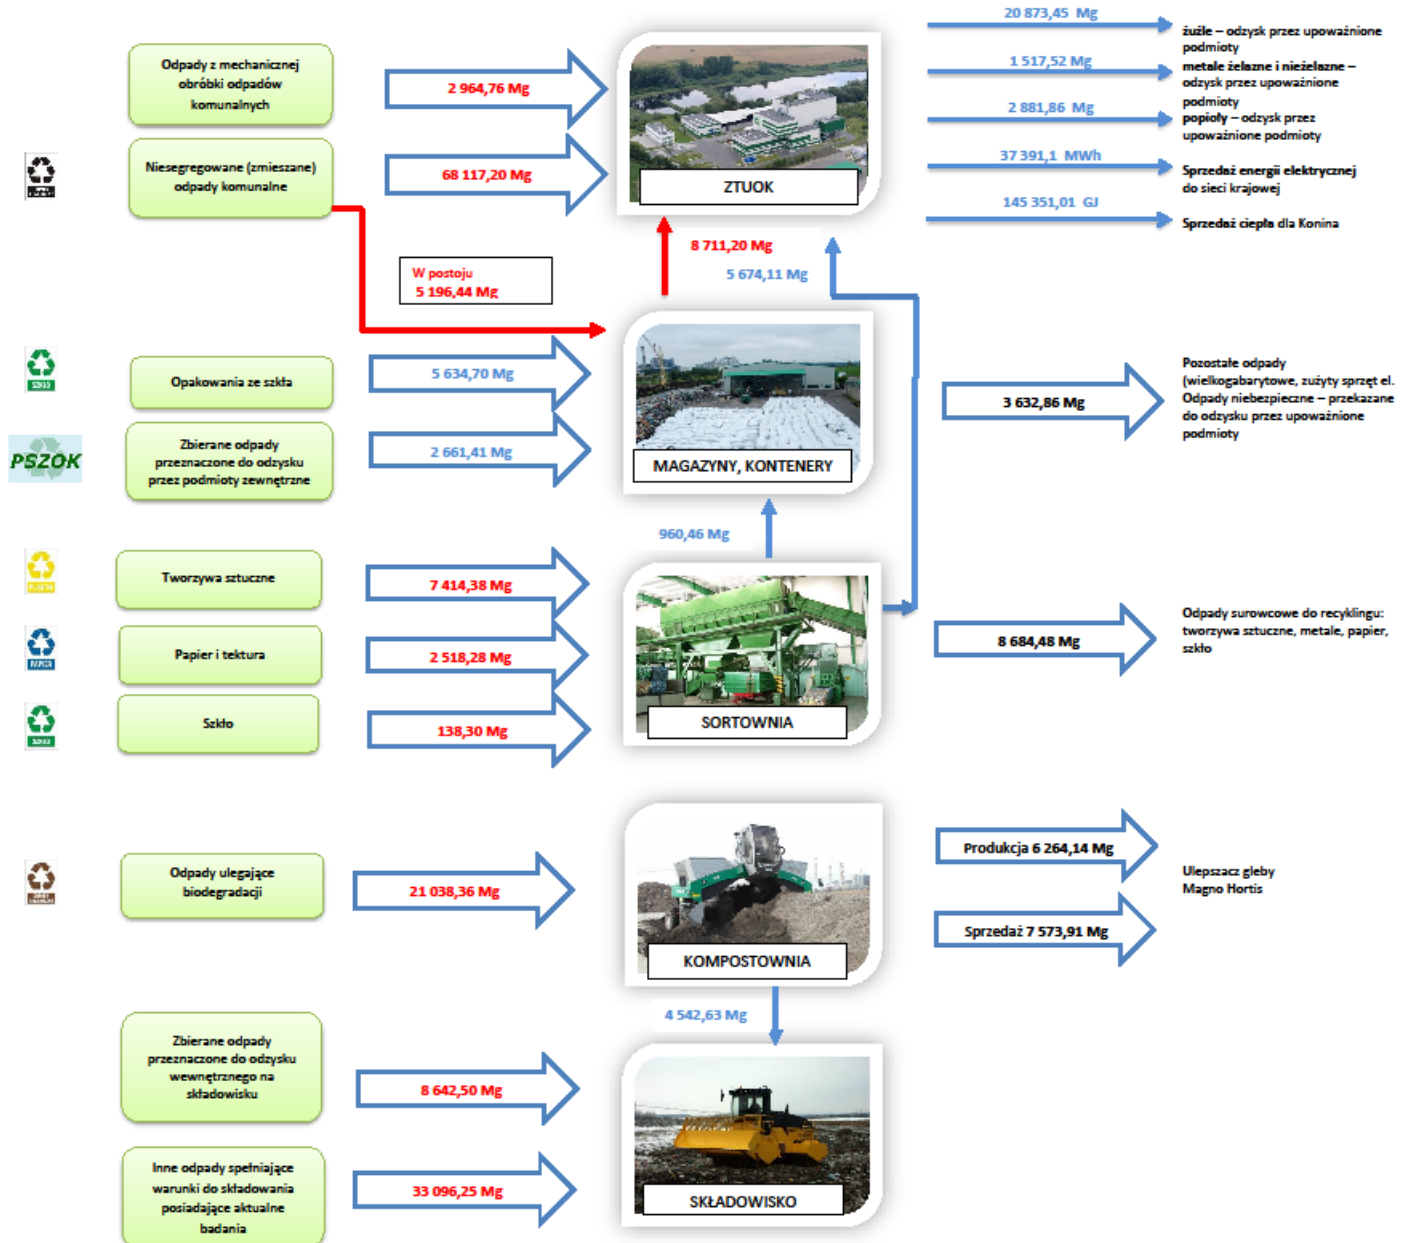 20 873,45 Mg
żużle – odzysk przez upoważnione
podmioty
1 517,52 Mg
metale żelazne i nieżelazne –
odzysk przez upoważnione
podmioty
2 881,86 Mg
popioły – odzysk przez
upoważnione podmioty
37 391,1 MWh
Sprzedaż energii elektrycznej
do sieci krajowej
145 351,01 GJ
Sprzedaż ciepła dla Konina
Odpady z mechanicznej
obróbki odpadów
komunalnych
2 964,76 Mg
Niesegregowane (zmieszane)
odpady komunalne
68 117,20 Mg
ZTUOK
8 711,20 Mg
5 674,11 Mg
W postoju
5 196,44 Mg
SZKŁO
Opakowania ze szkła
5 634,70 Mg
PSZOK
Zbierane odpady
przeznaczone do odzysku
przez podmioty zewnętrzne
2 661,41 Mg
MAGAZYNY, KONTENERY
3 632,86 Mg
Pozostałe odpady
(wielkogabarytowe, zużyty sprzęt el.
Odpady niebezpieczne – przekazane
do odzysku przez upoważnione
podmioty
960,46 Mg
Tworzywa sztuczne
7 414,38 Mg
PAPIER
Papier i tektura
2 518,28 Mg
SZKŁO
Szkło
138,30 Mg
SORTOWNIA
8 684,48 Mg
Odpady surowcowe do recyklingu:
tworzywa sztuczne, metale, papier,
szkło
Odpady ulegające
biodegradacji
21 038,36 Mg
KOMPOSTOWNIA
Produkcja 6 264,14 Mg
Sprzedaż 7 573,91 Mg
Ulepszacz gleby
Magno Hortis
4 542,63 Mg
Zbierane odpady
przeznaczone do odzysku
wewnętrznego na
składowisku
8 642,50 Mg
Inne odpady spełniające
warunki do składowania
posiadające aktualne
badania
33 096,25 Mg
SKŁADOWISKO